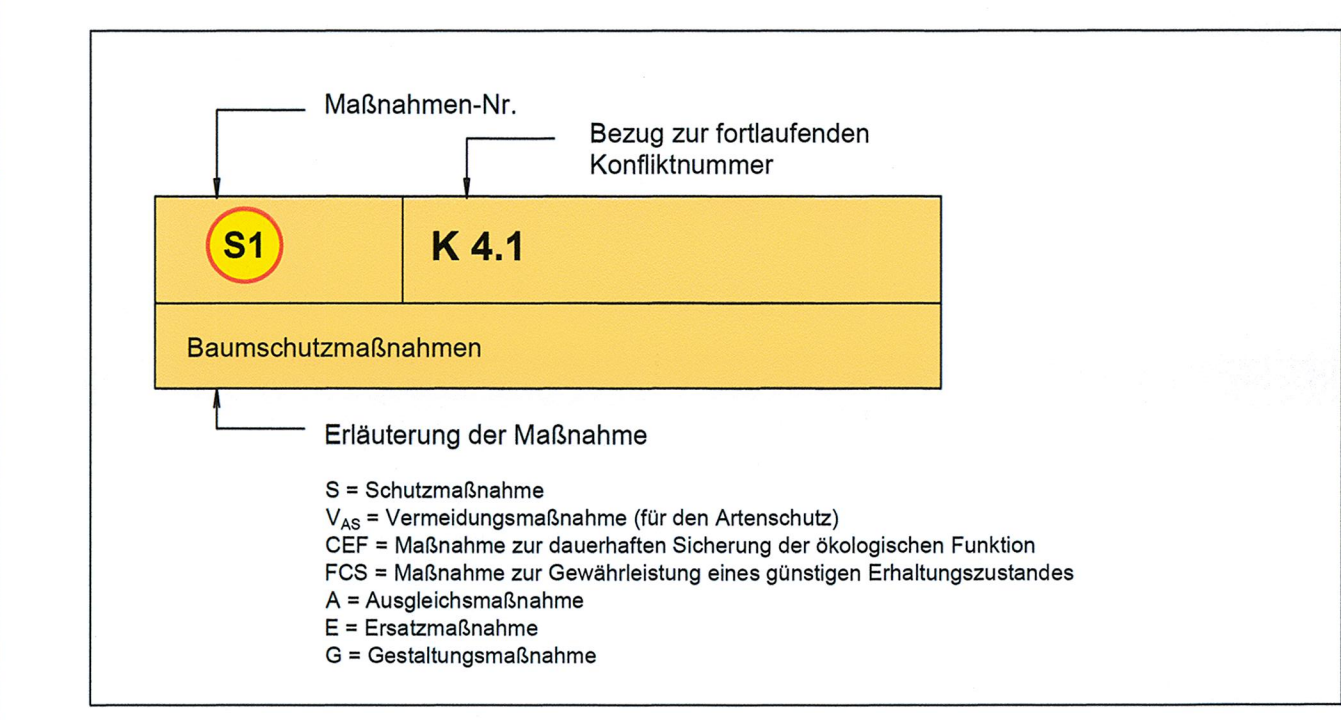 Maßnahmen-Nr.
Bezug zur fortlaufenden
Konfliktnummer
S1
K 4.1
Baumschutzmaßnahmen
Erläuterung der Maßnahme
S = Schutzmaßnahme
V_AS = Vermeidungsmaßnahme (für den Artenschutz)
CEF = Maßnahme zur dauerhaften Sicherung der ökologischen Funktion
FCS = Maßnahme zur Gewährleistung eines günstigen Erhaltungszustandes
A = Ausgleichsmaßnahme
E = Ersatzmaßnahme
G = Gestaltungsmaßnahme